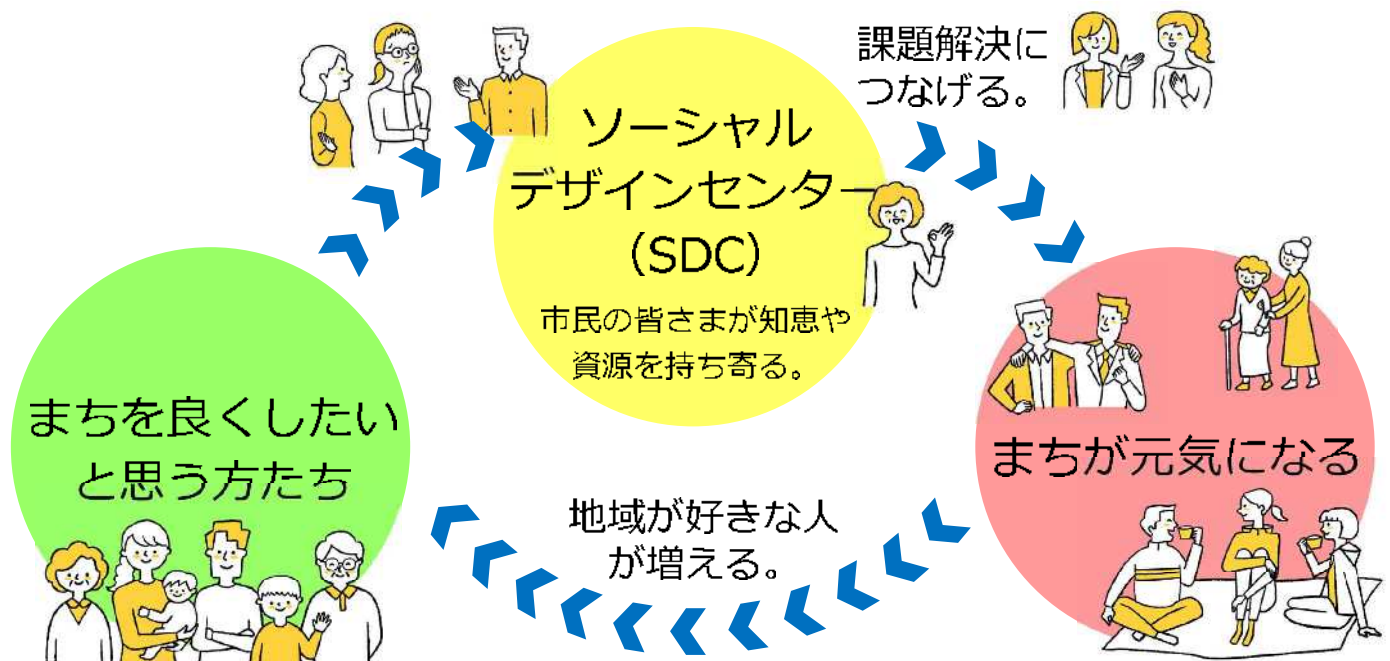 課題解決に
つなげる。
ソーシャル
デザインセンター
(SDC)
市民の皆さまが知恵や
資源を持ち寄る。
まちを良くしたい
と思う方たち
まちが元気になる
地域が好きな人
が増える。